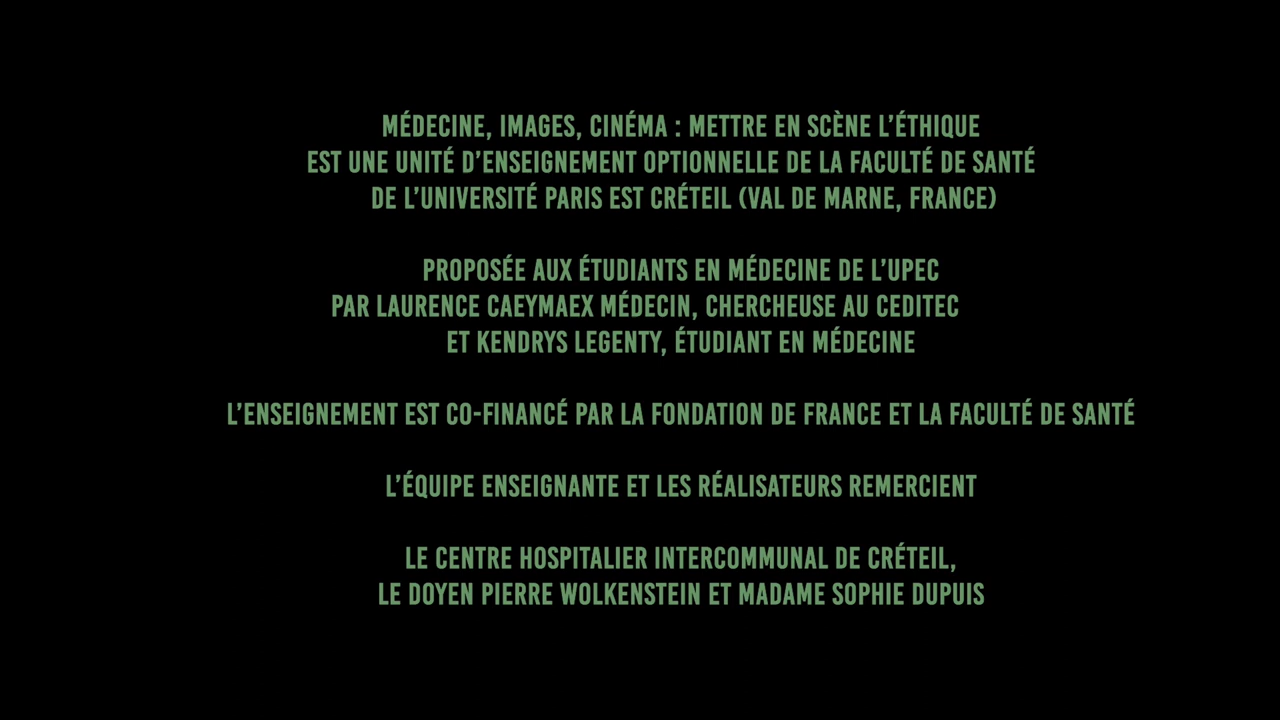 MÉDECINE, IMAGES, CINÉMA : METTRE EN SCÈNE L’ÉTHIQUE
EST UNE UNITÉ D’ENSEIGNEMENT OPTIONNELLE DE LA FACULTÉ DE SANTÉ
DE L’UNIVERSITÉ PARIS EST CRÉTEIL (VAL DE MARNE, FRANCE)
PROPOSÉE AUX ÉTUDIANTS EN MÉDECINE DE L’UPEC
PAR LAURENCE CAEYMAEX MÉDECIN, CHERCHEUSE AU CEDITEC
ET KENDRYS LEGENTY, ÉTUDIANT EN MÉDECINE
L’ENSEIGNEMENT EST CO-FINANCÉ PAR LA FONDATION DE FRANCE ET LA FACULTÉ DE SANTÉ
L’ÉQUIPE ENSEIGNANTE ET LES RÉALISATEURS REMERCIENT
LE CENTRE HOSPITALIER INTERCOMMUNAL DE CRÉTEIL,
LE DOYEN PIERRE WOLKENSTEIN ET MADAME SOPHIE DUPUIS